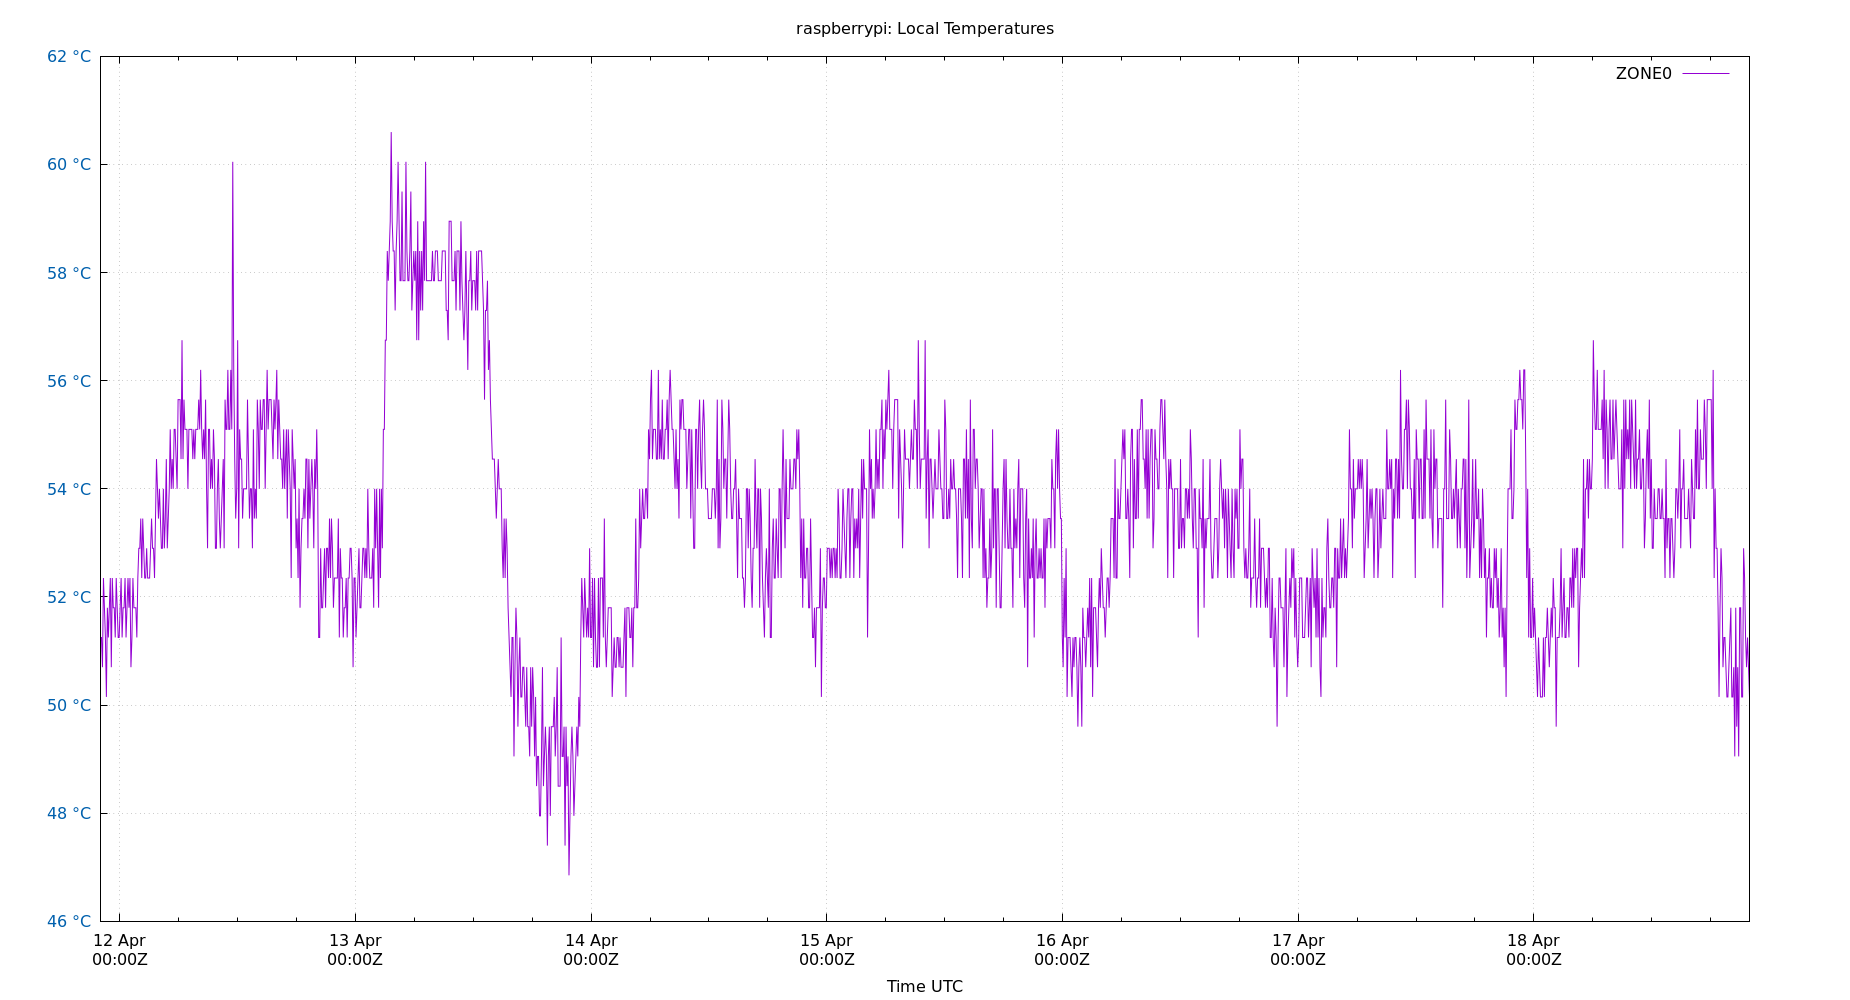 raspberrypi: Local Temperatures
ZONE0
62 °C
60 °C
58 °C
56 °C
54 °C
52 °C
50 °C
48 °C
46 °C
12 Apr 13 Apr 14 Apr 15 Apr 16 Apr 17 Apr 18 Apr
00:00Z 00:00Z 00:00Z 00:00Z 00:00Z 00:00Z 00:00Z
Time UTC